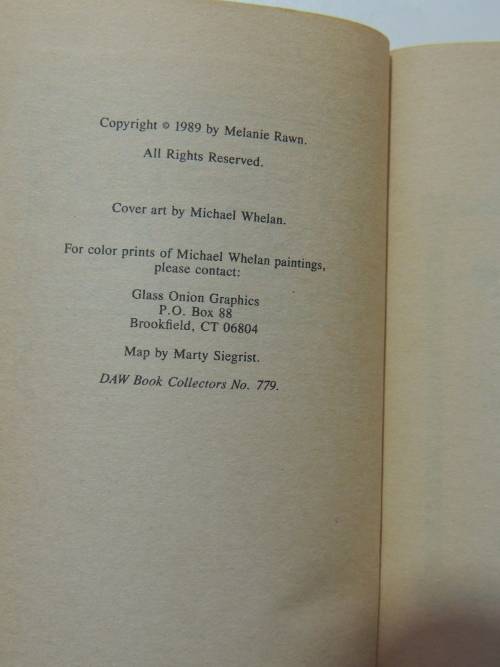 Copyright © 1989 by Melanie Rawn.
All Rights Reserved.
Cover art by Michael Whelan.
For color prints of Michael Whelan paintings,
please contact:
Glass Onion Graphics
P.O. Box 88
Brookfield, CT 06804
Map by Marty Siegrist.
DAW Book Collectors No. 779.